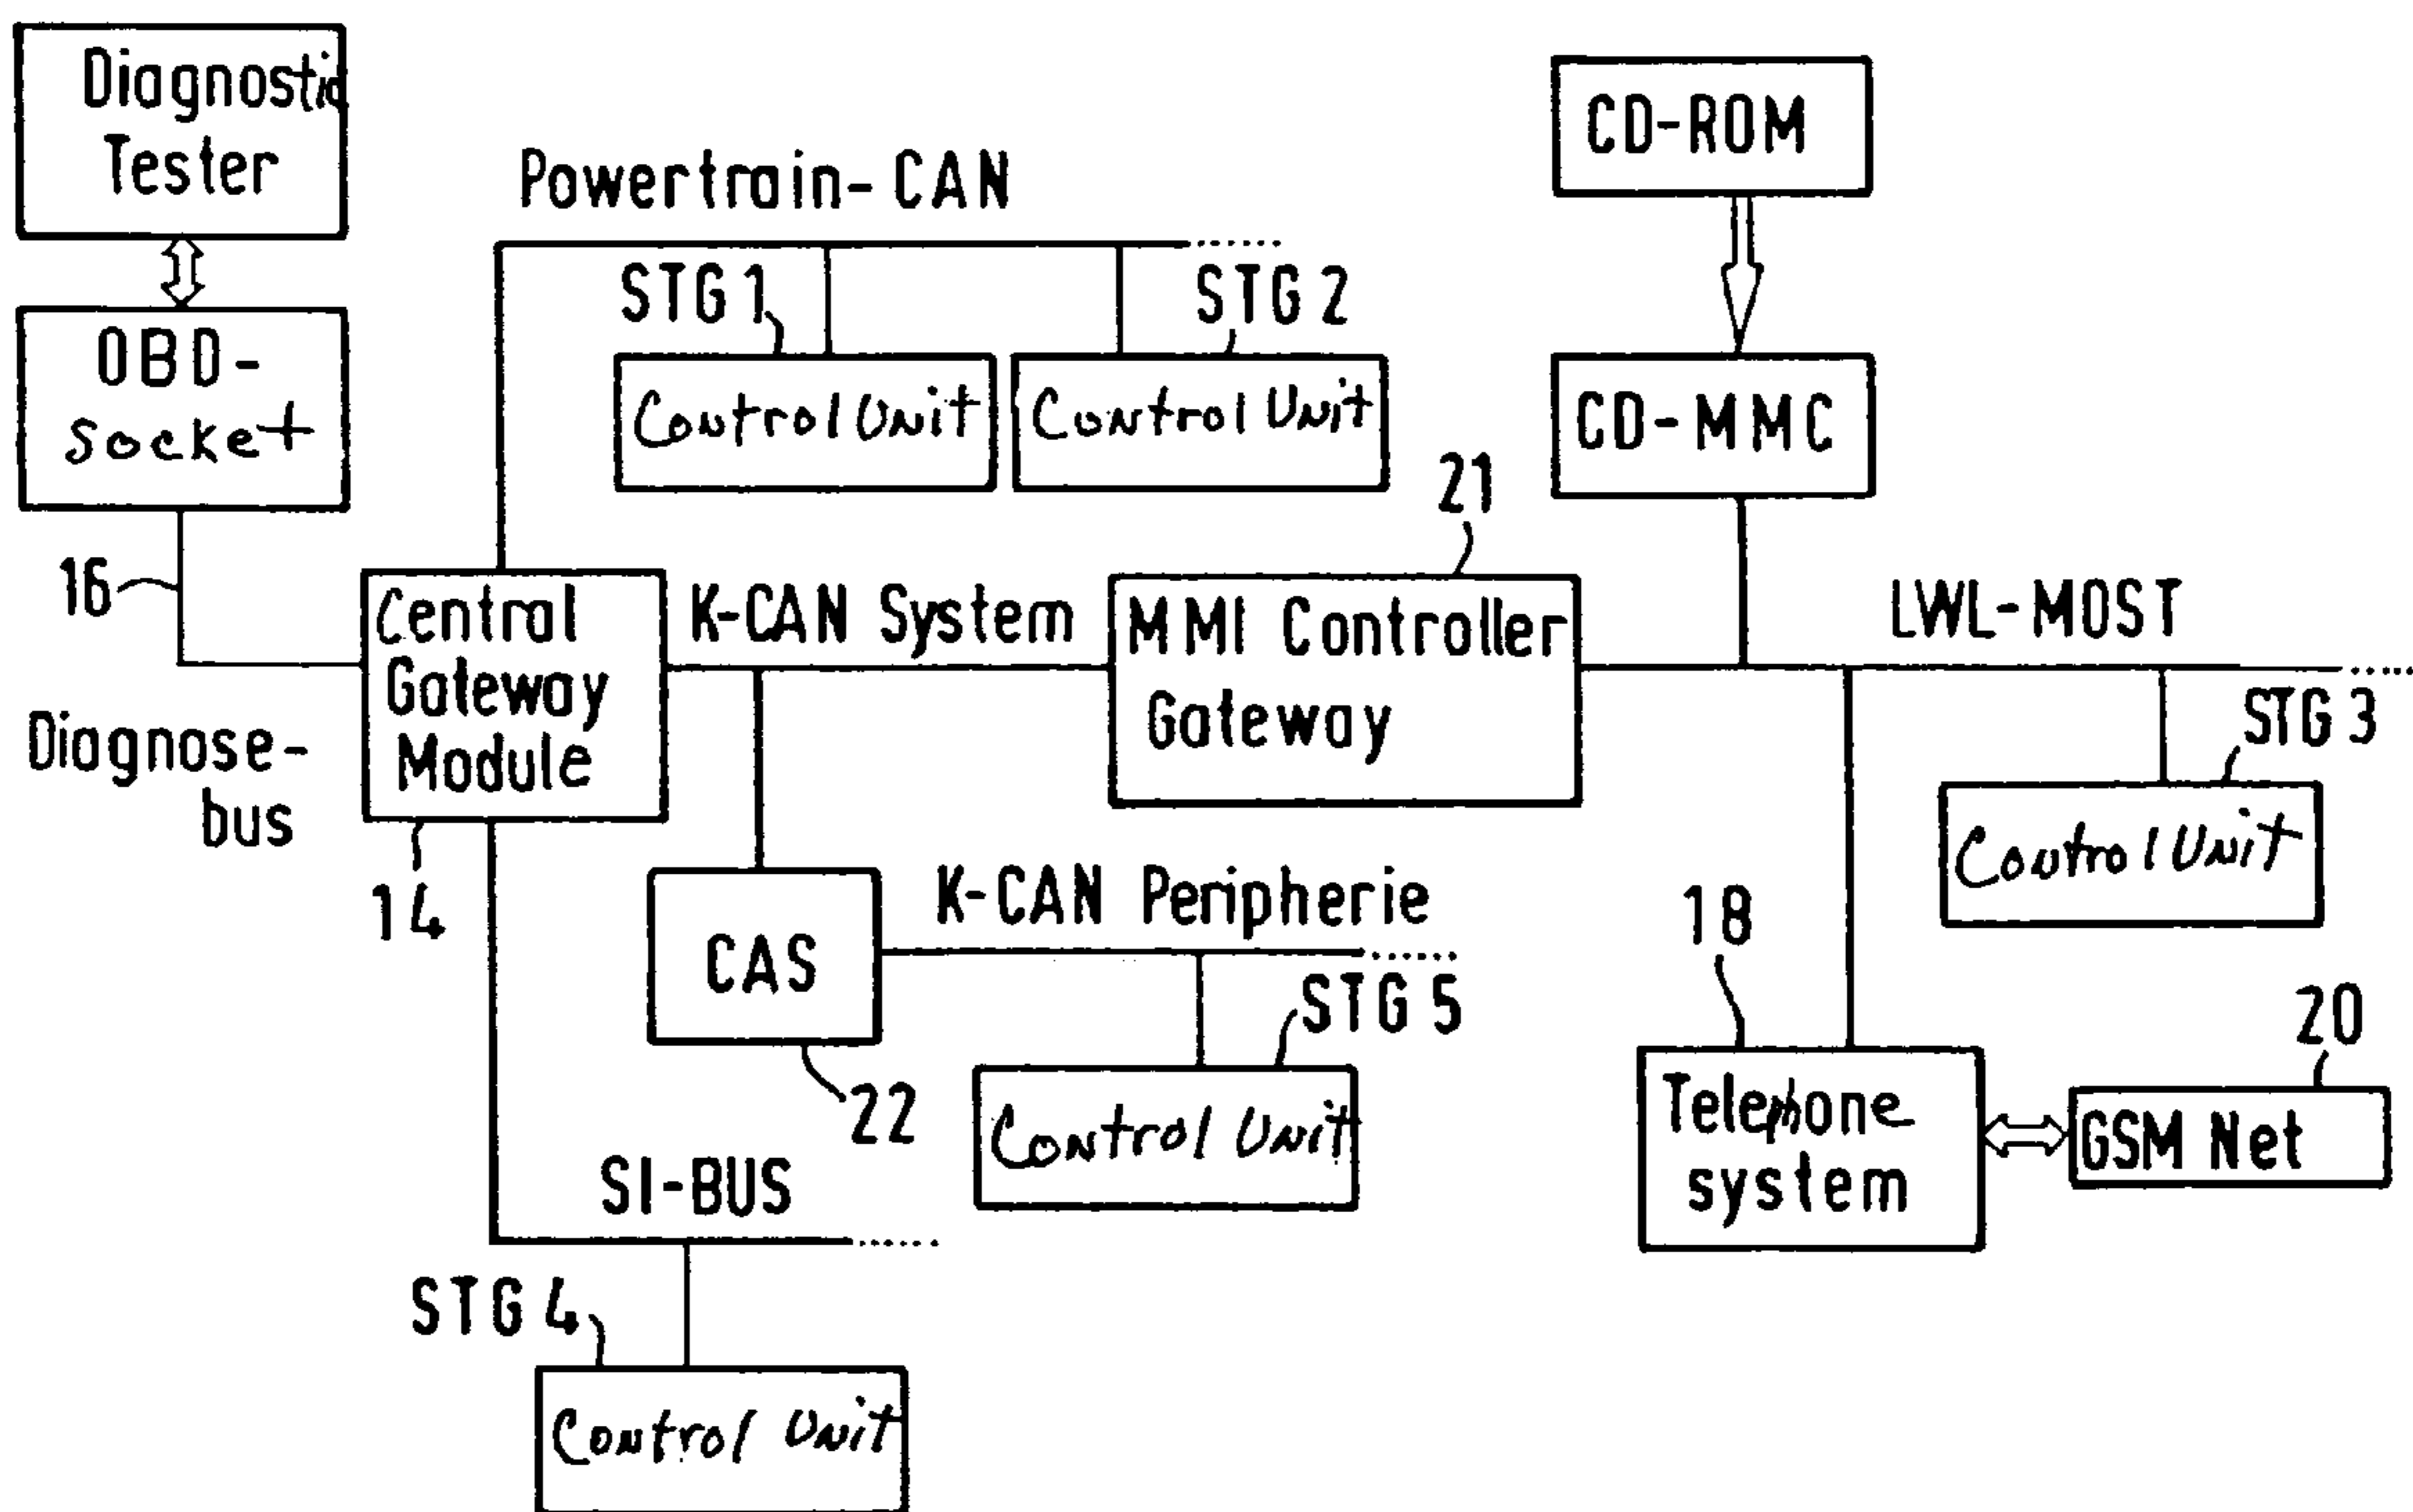 Diagnostic
Tester
OBD-
Socket
16
Diagnose-
bus
Powertrain-CAN
STG 1
Control Unit
STG 2
Control Unit
CD-ROM
CD-MMC
Central
Gateway
Module
14
K-CAN System
21
MMI Controller
Gateway
LWL-MOST
STG 3
Control Unit
CAS
22
K-CAN Peripherie
STG 5
Control Unit
18
Telephone
system
20
GSM Net
SI-BUS
STG 4
Control Unit